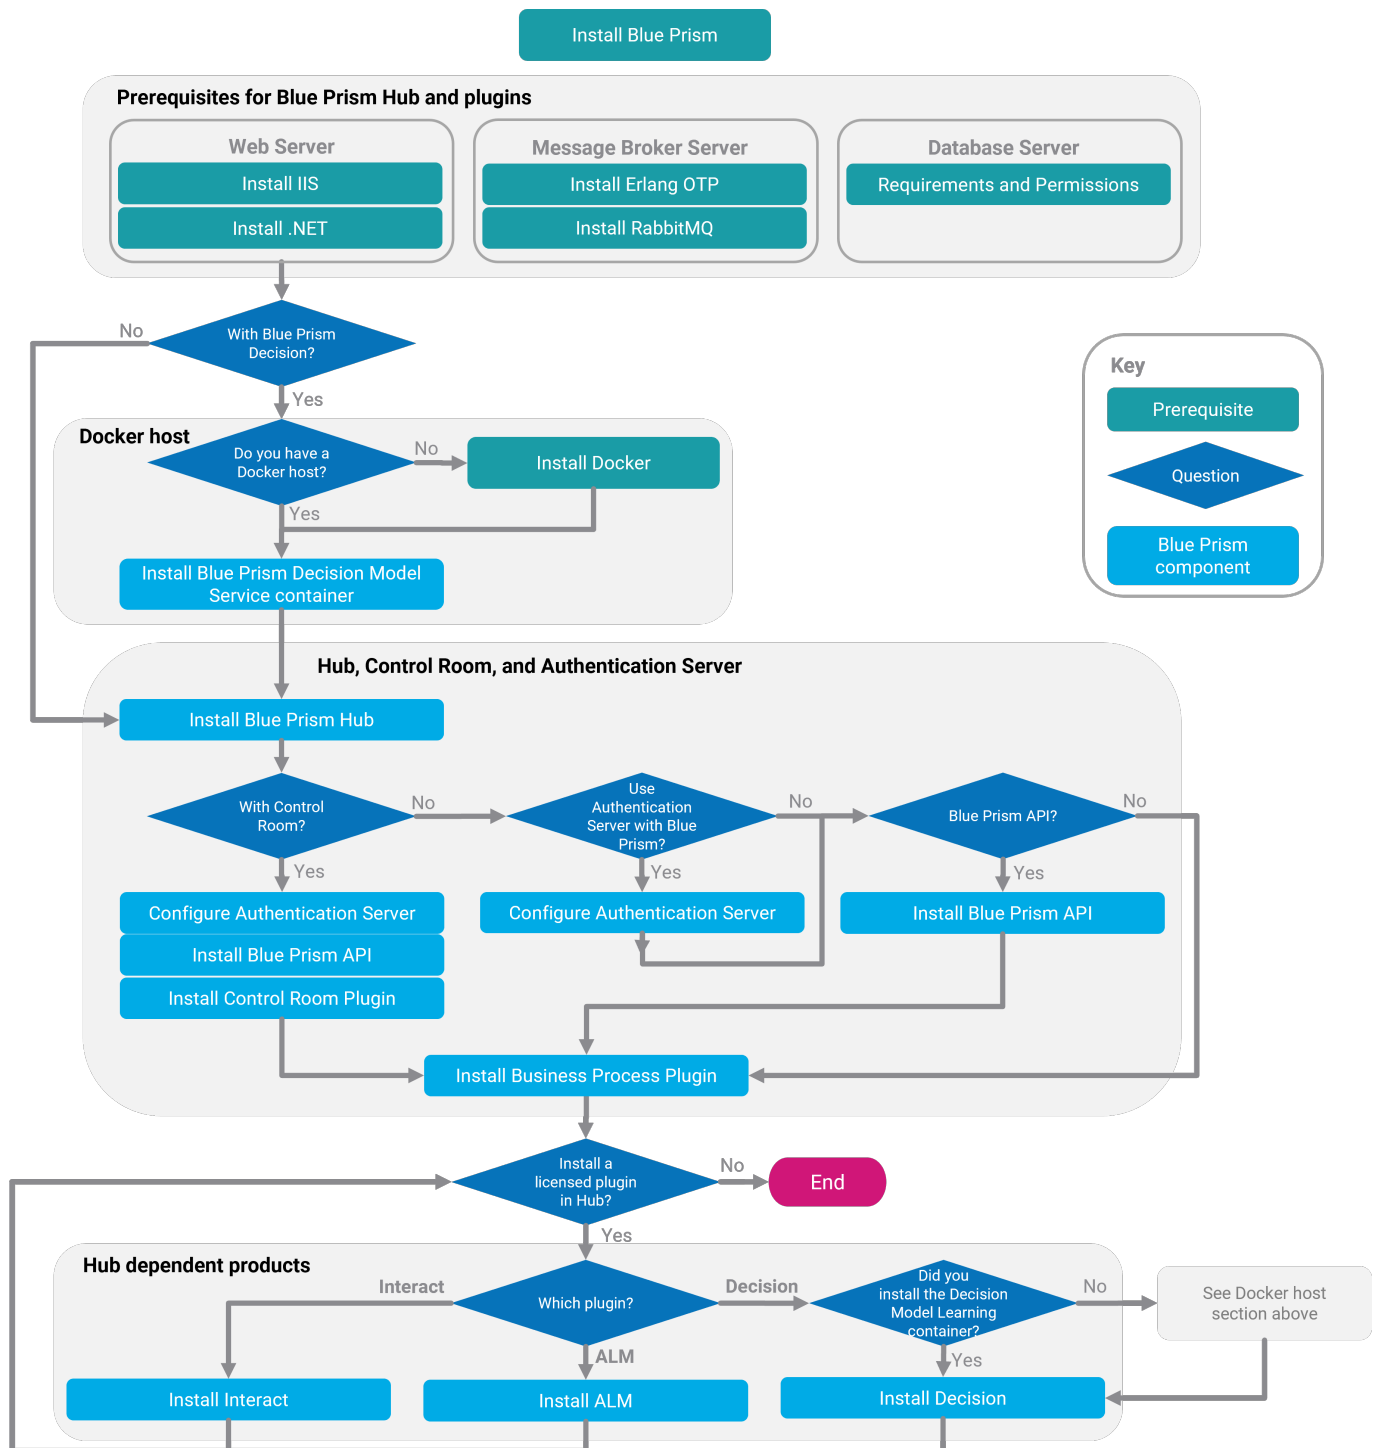 Install Blue Prism
Prerequisites for Blue Prism Hub and plugins
Web Server
Install IIS
Install .NET
Message Broker Server
Install Erlang OTP
Install RabbitMQ
Database Server
Requirements and Permissions
With Blue Prism
Decision?
No
Yes
Key
Prerequisite
Question
Blue Prism
component
Docker host
Do you have a
Docker host?
No
Install Docker
Yes
Install Blue Prism Decision Model
Service container
Hub, Control Room, and Authentication Server
Install Blue Prism Hub
With Control
Room?
No
Use
Authentication
Server with Blue
Prism?
No
Blue Prism API?
No
Yes
Yes
Yes
Configure Authentication Server
Install Blue Prism API
Install Control Room Plugin
Configure Authentication Server
Install Blue Prism API
Install Business Process Plugin
Install a
licensed plugin
in Hub?
No
End
Yes
Hub dependent products
Interact
Which plugin?
Decision
Did you
install the Decision
Model Learning
container?
No
See Docker host
section above
ALM
Yes
Install Interact
Install ALM
Install Decision